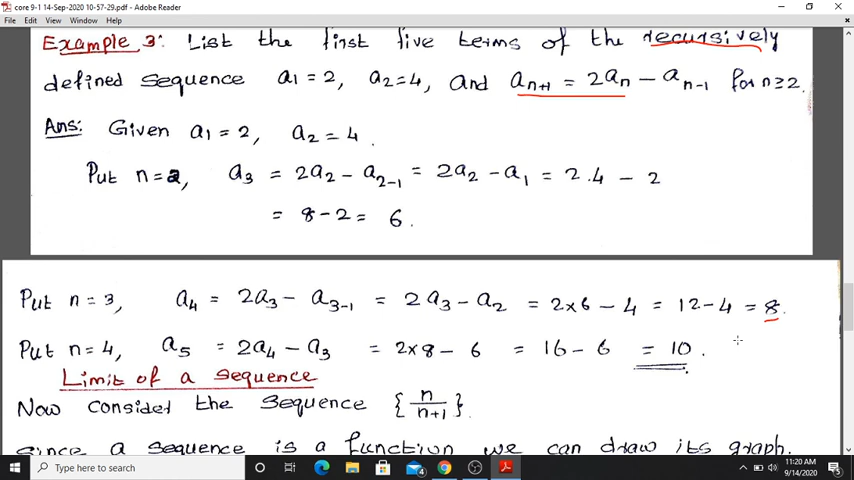 core 9-1 14-Sep-2020 10-57-29.pdf - Adobe Reader
File Edit View Window Help
Example 3: List the first five terms of the recursively
defined sequence a₁=2, a₂=4, and aₙ₊₁ = 2aₙ - aₙ₋₁ for n≥2.
Ans: Given a₁=2, a₂=4.
Put n=2, a₃ = 2a₂ - a₂₋₁ = 2a₂ - a₁ = 2.4 - 2
= 8-2 = 6.
Put n=3, a₄ = 2a₃ - a₃₋₁ = 2a₃ - a₂ = 2×6 - 4 = 12-4 = 8.
Put n=4, a₅ = 2a₄ - a₃ = 2×8 - 6 = 16-6 = 10.
Limit of a sequence
Now consider the sequence {n/n+1}.
since a sequence is a function we can draw its graph.
Type here to search
11:20 AM
9/14/2020